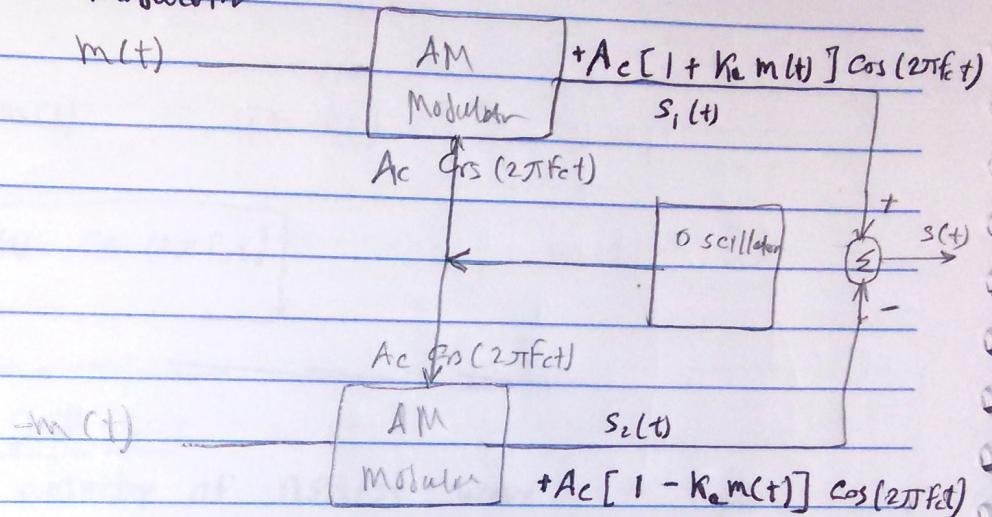 m(t)
AM
Modulator
+Ac[1 + Ka m(t)] Cos(2πfct)
s1(t)
Ac Cos (2πfct)
+
Oscillator
Σ
s(t)
-
Ac Cos(2πfct)
-m(t)
AM
Modulator
s2(t)
+Ac[1 - Kam(t)] Cos(2πfct)